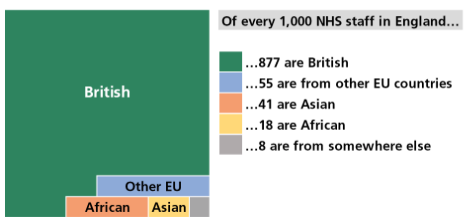 Of every 1,000 NHS staff in England…
British
…877 are British
…55 are from other EU countries
…41 are Asian
…18 are African
…8 are from somewhere else
Other EU
African
Asian